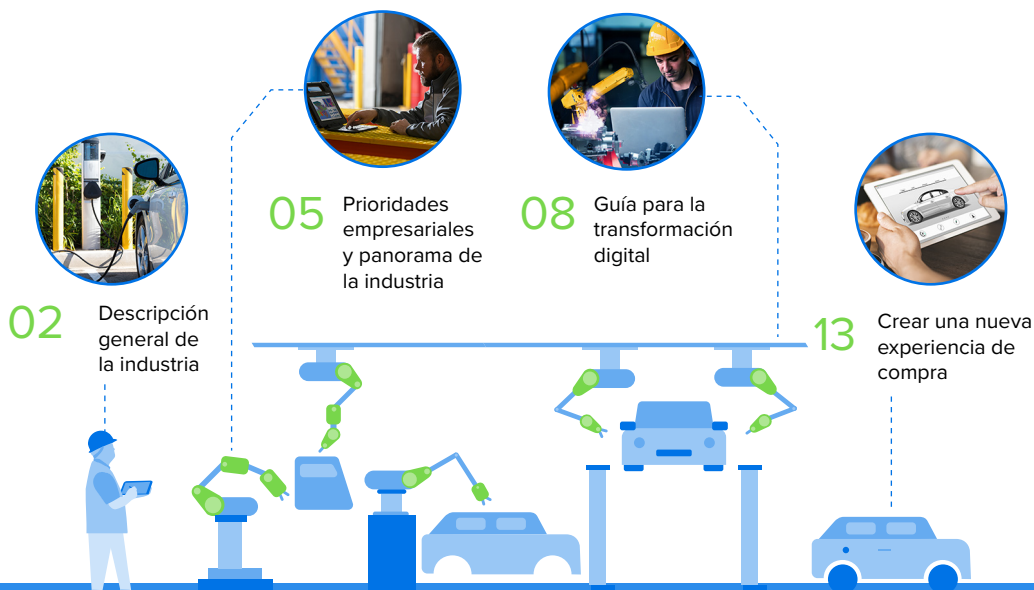 02
Descripción
general de
la industria
05
Prioridades
empresariales
y panorama de
la industria
08
Guía para la
transformación
digital
13
Crear una nueva
experiencia de
compra